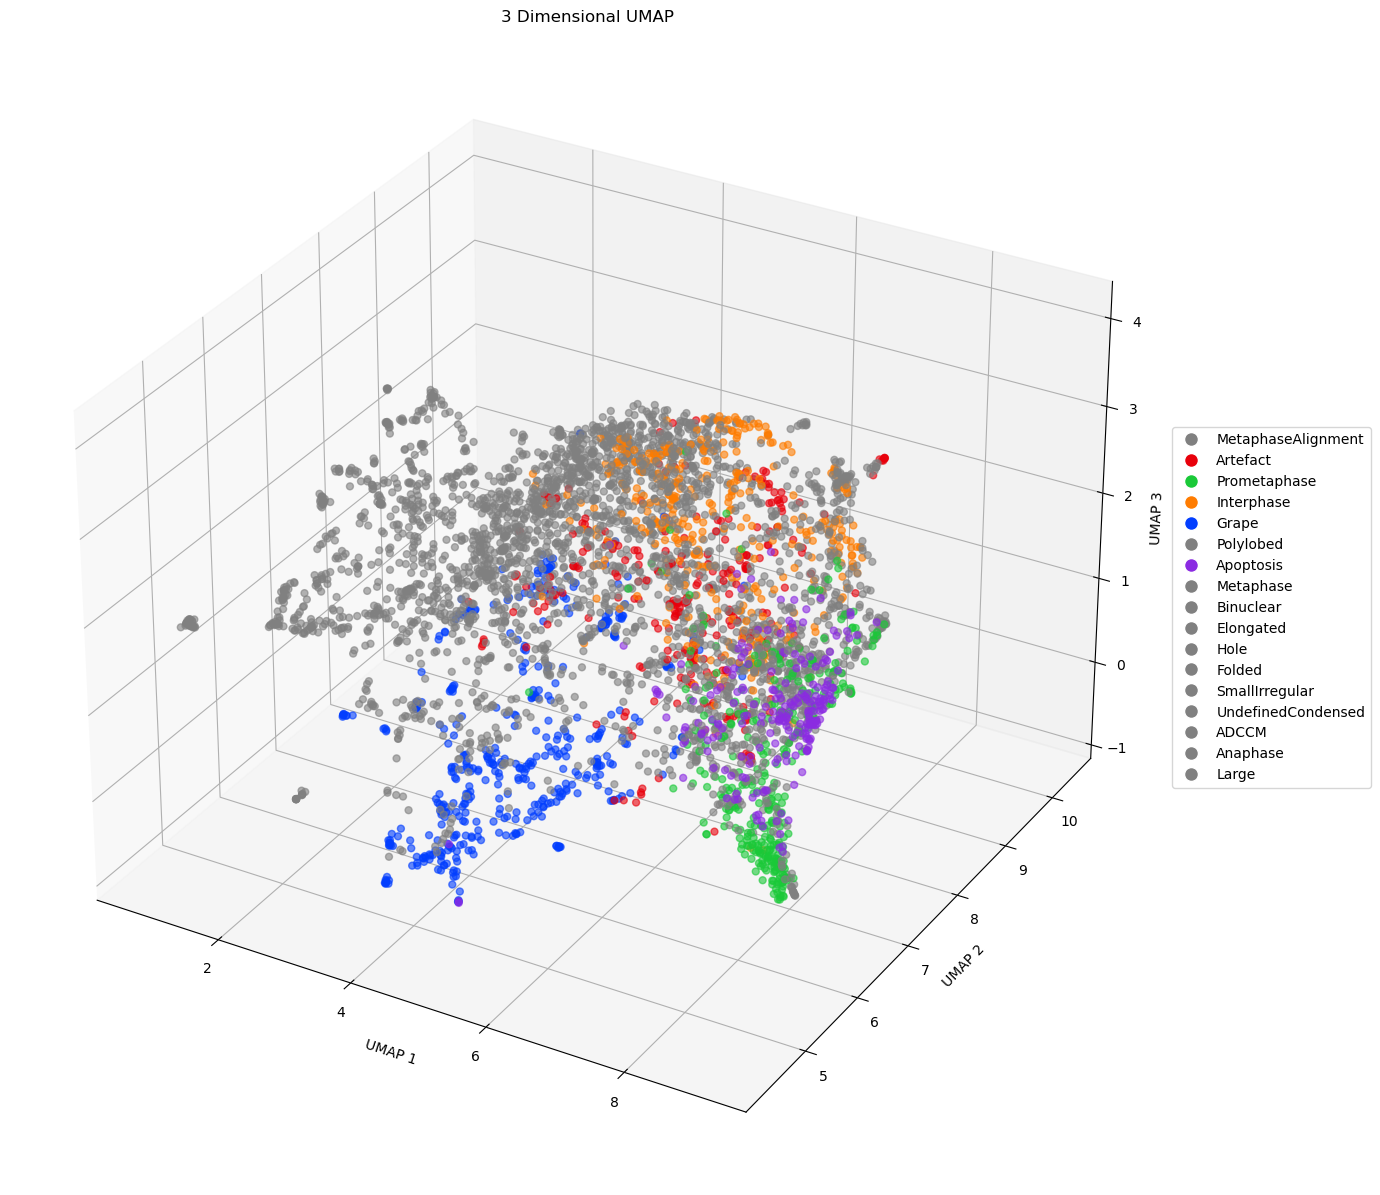 3 Dimensional UMAP
4
3
2
1
0
−1
UMAP 3
MetaphaseAlignment
Artefact
Prometaphase
Interphase
Grape
Polylobed
Apoptosis
Metaphase
Binuclear
Elongated
Hole
Folded
SmallIrregular
UndefinedCondensed
ADCCM
Anaphase
Large
10
9
8
7
6
5
UMAP 2
2
4
6
8
UMAP 1